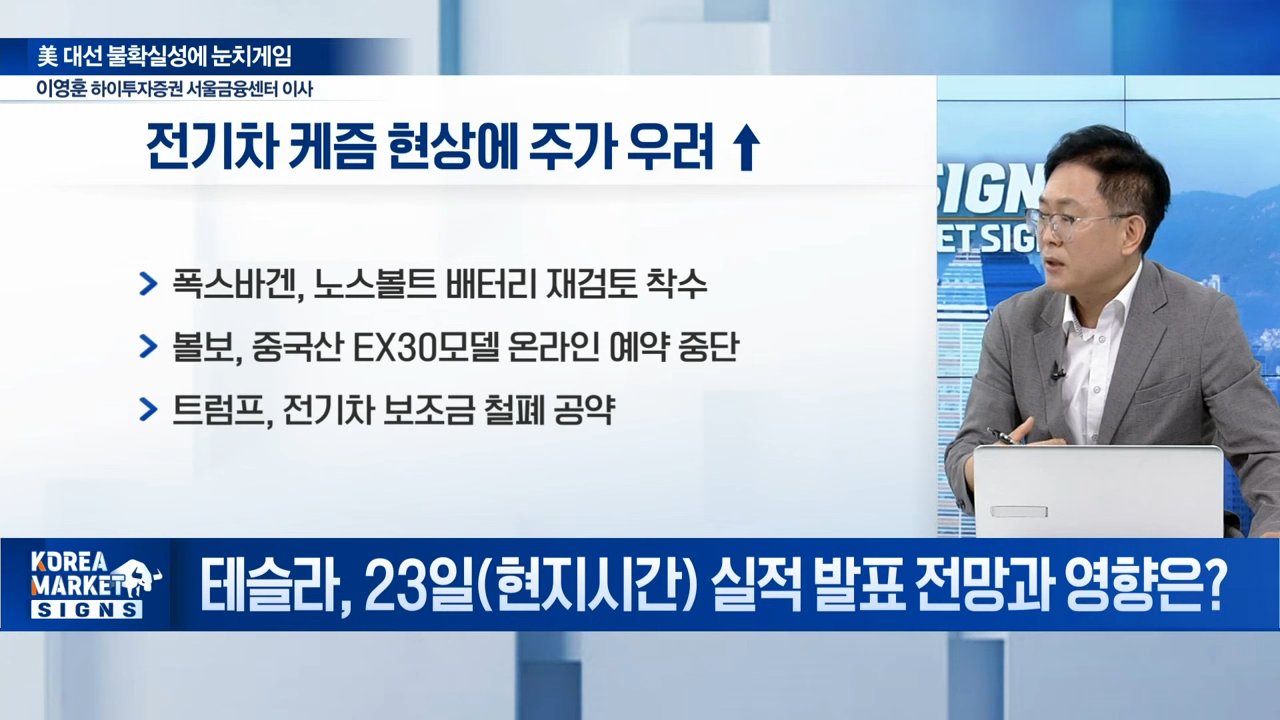 美 대선 불확실성에 눈치게임
이영훈 하이투자증권 서울금융센터 이사
전기차 케즘 현상에 주가 우려 ↑
폭스바겐, 노스볼트 배터리 재검토 착수
볼보, 중국산 EX30모델 온라인 예약 중단
트럼프, 전기차 보조금 철폐 공약
SIGN
ET SIG
KOREA
MARKET
SIGNS
테슬라, 23일(현지시간) 실적 발표 전망과 영향은?